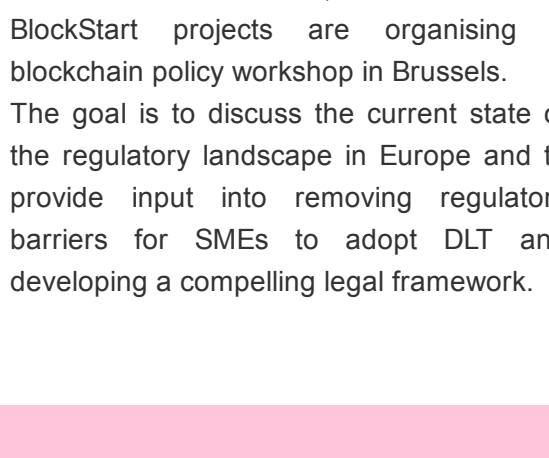 BlockStart projects are organising
blockchain policy workshop in Brussels.
The goal is to discuss the current state
the regulatory landscape in Europe and
provide input into removing
barriers for SMEs to adopt DLT
developing a compelling legal framework.